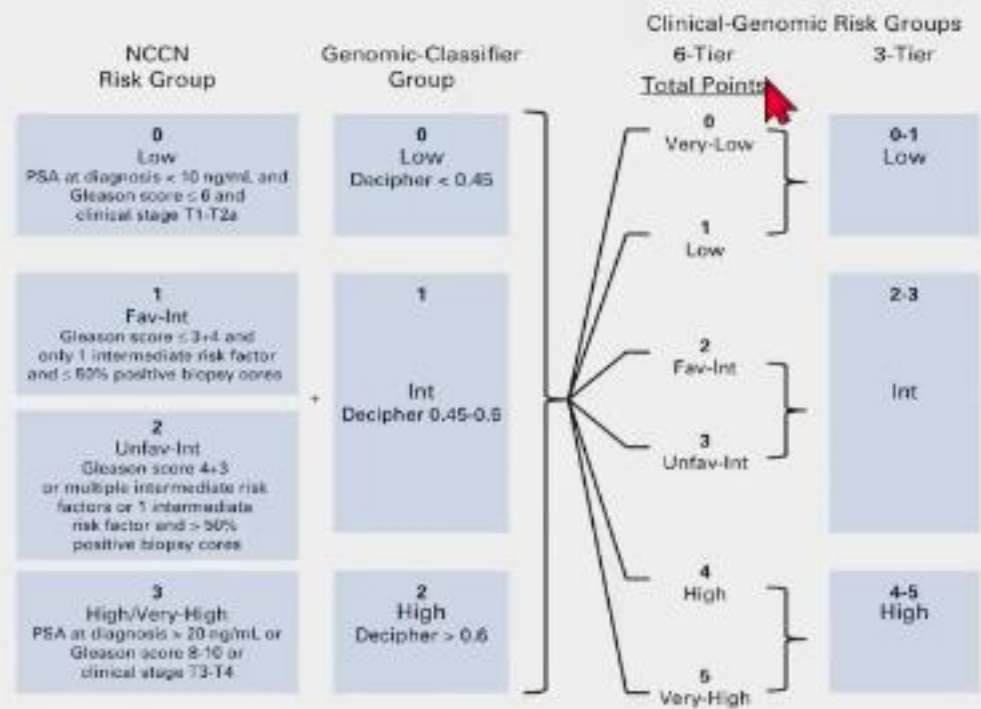 Clinical-Genomic Risk Groups
NCCN
Risk Group
Genomic-Classifier
Group
6-Tier
Total Points
3-Tier
0
Low
PSA at diagnosis < 10 ng/mL and
Gleason score ≤ 6 and
clinical stage T1-T2a
1
Fav-Int
Gleason score ≤ 3+4 and
only 1 intermediate risk factor
and ≤ 50% positive biopsy cores
2
Unfav-Int
Gleason score 4+3
or multiple intermediate risk
factors or 1 intermediate
risk factor and > 50%
positive biopsy cores
3
High/Very-High
PSA at diagnosis > 20 ng/mL or
Gleason score 8-10 or
clinical stage T3-T4
+
0
Low
Decipher < 0.45
1
Int
Decipher 0.45-0.6
2
High
Decipher > 0.6
0
Very-Low
1
Low
2
Fav-Int
3
Unfav-Int
4
High
5
Very-High
0-1
Low
2-3
Int
4-5
High